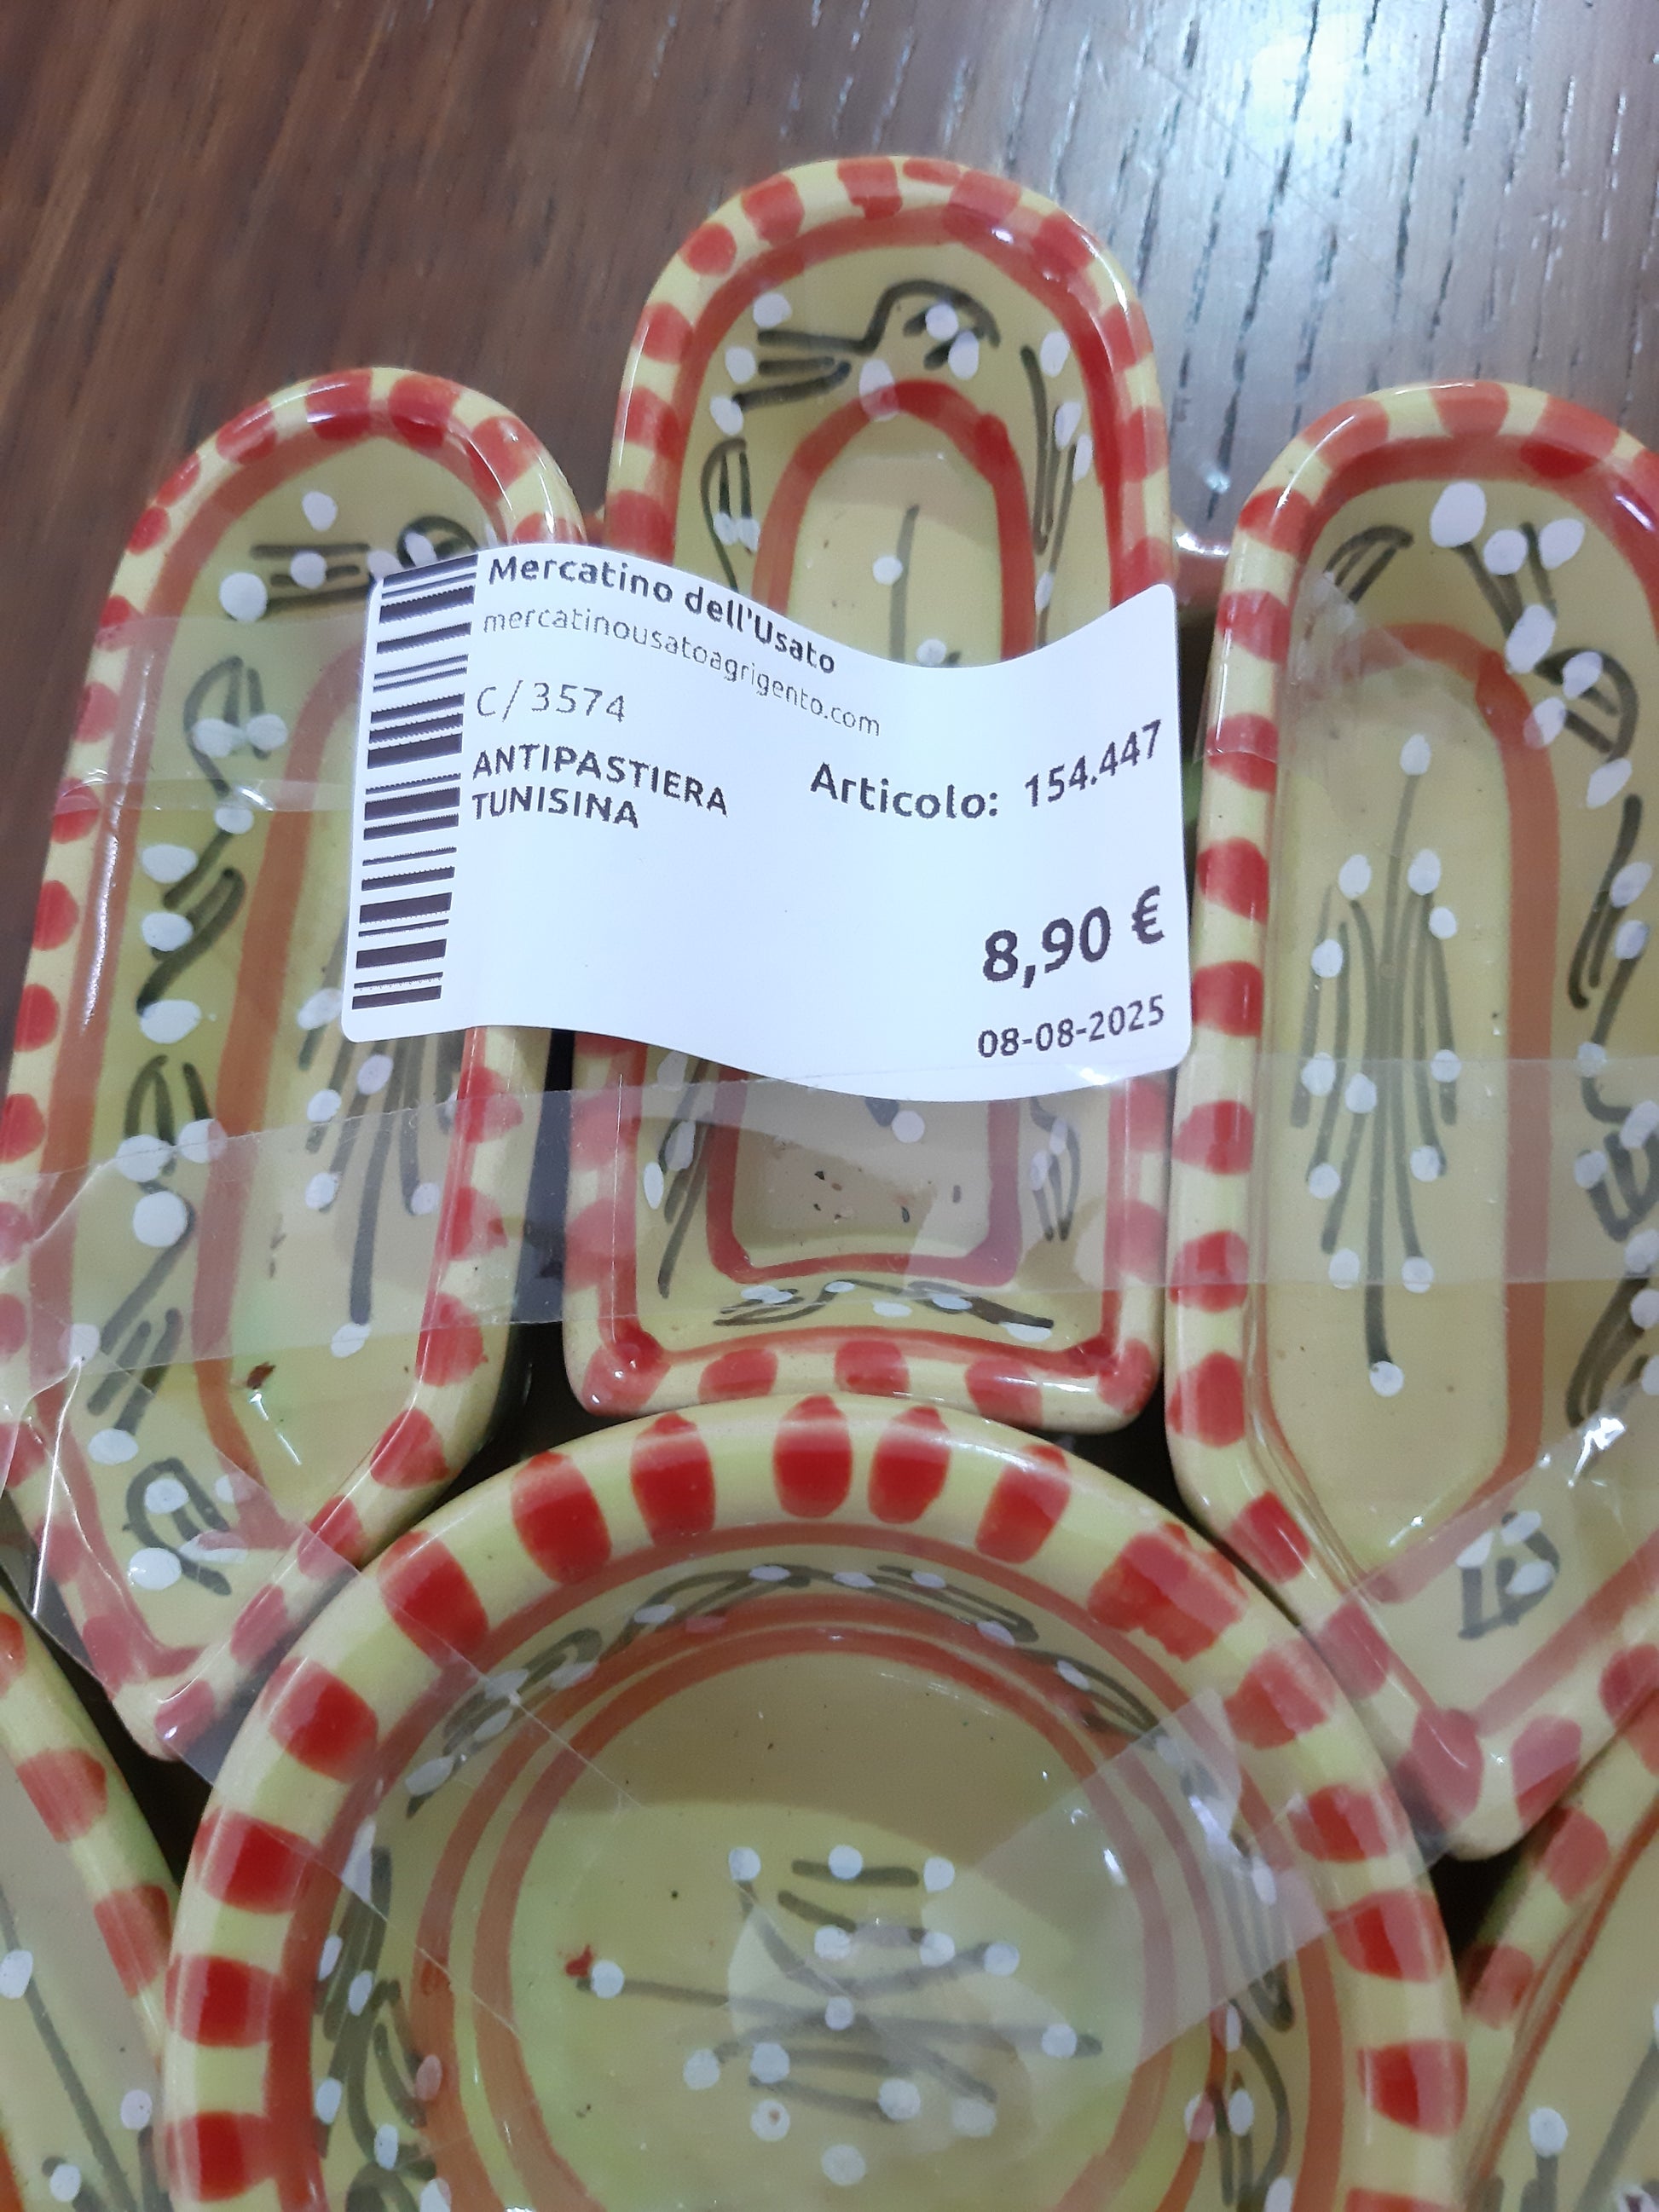 Mercatino dell'Usato
mercatinousatoagrigento.com
C/3574
ANTIPASTIERA
TUNISINA
Articolo: 154.447
8,90 €
08-08-2025